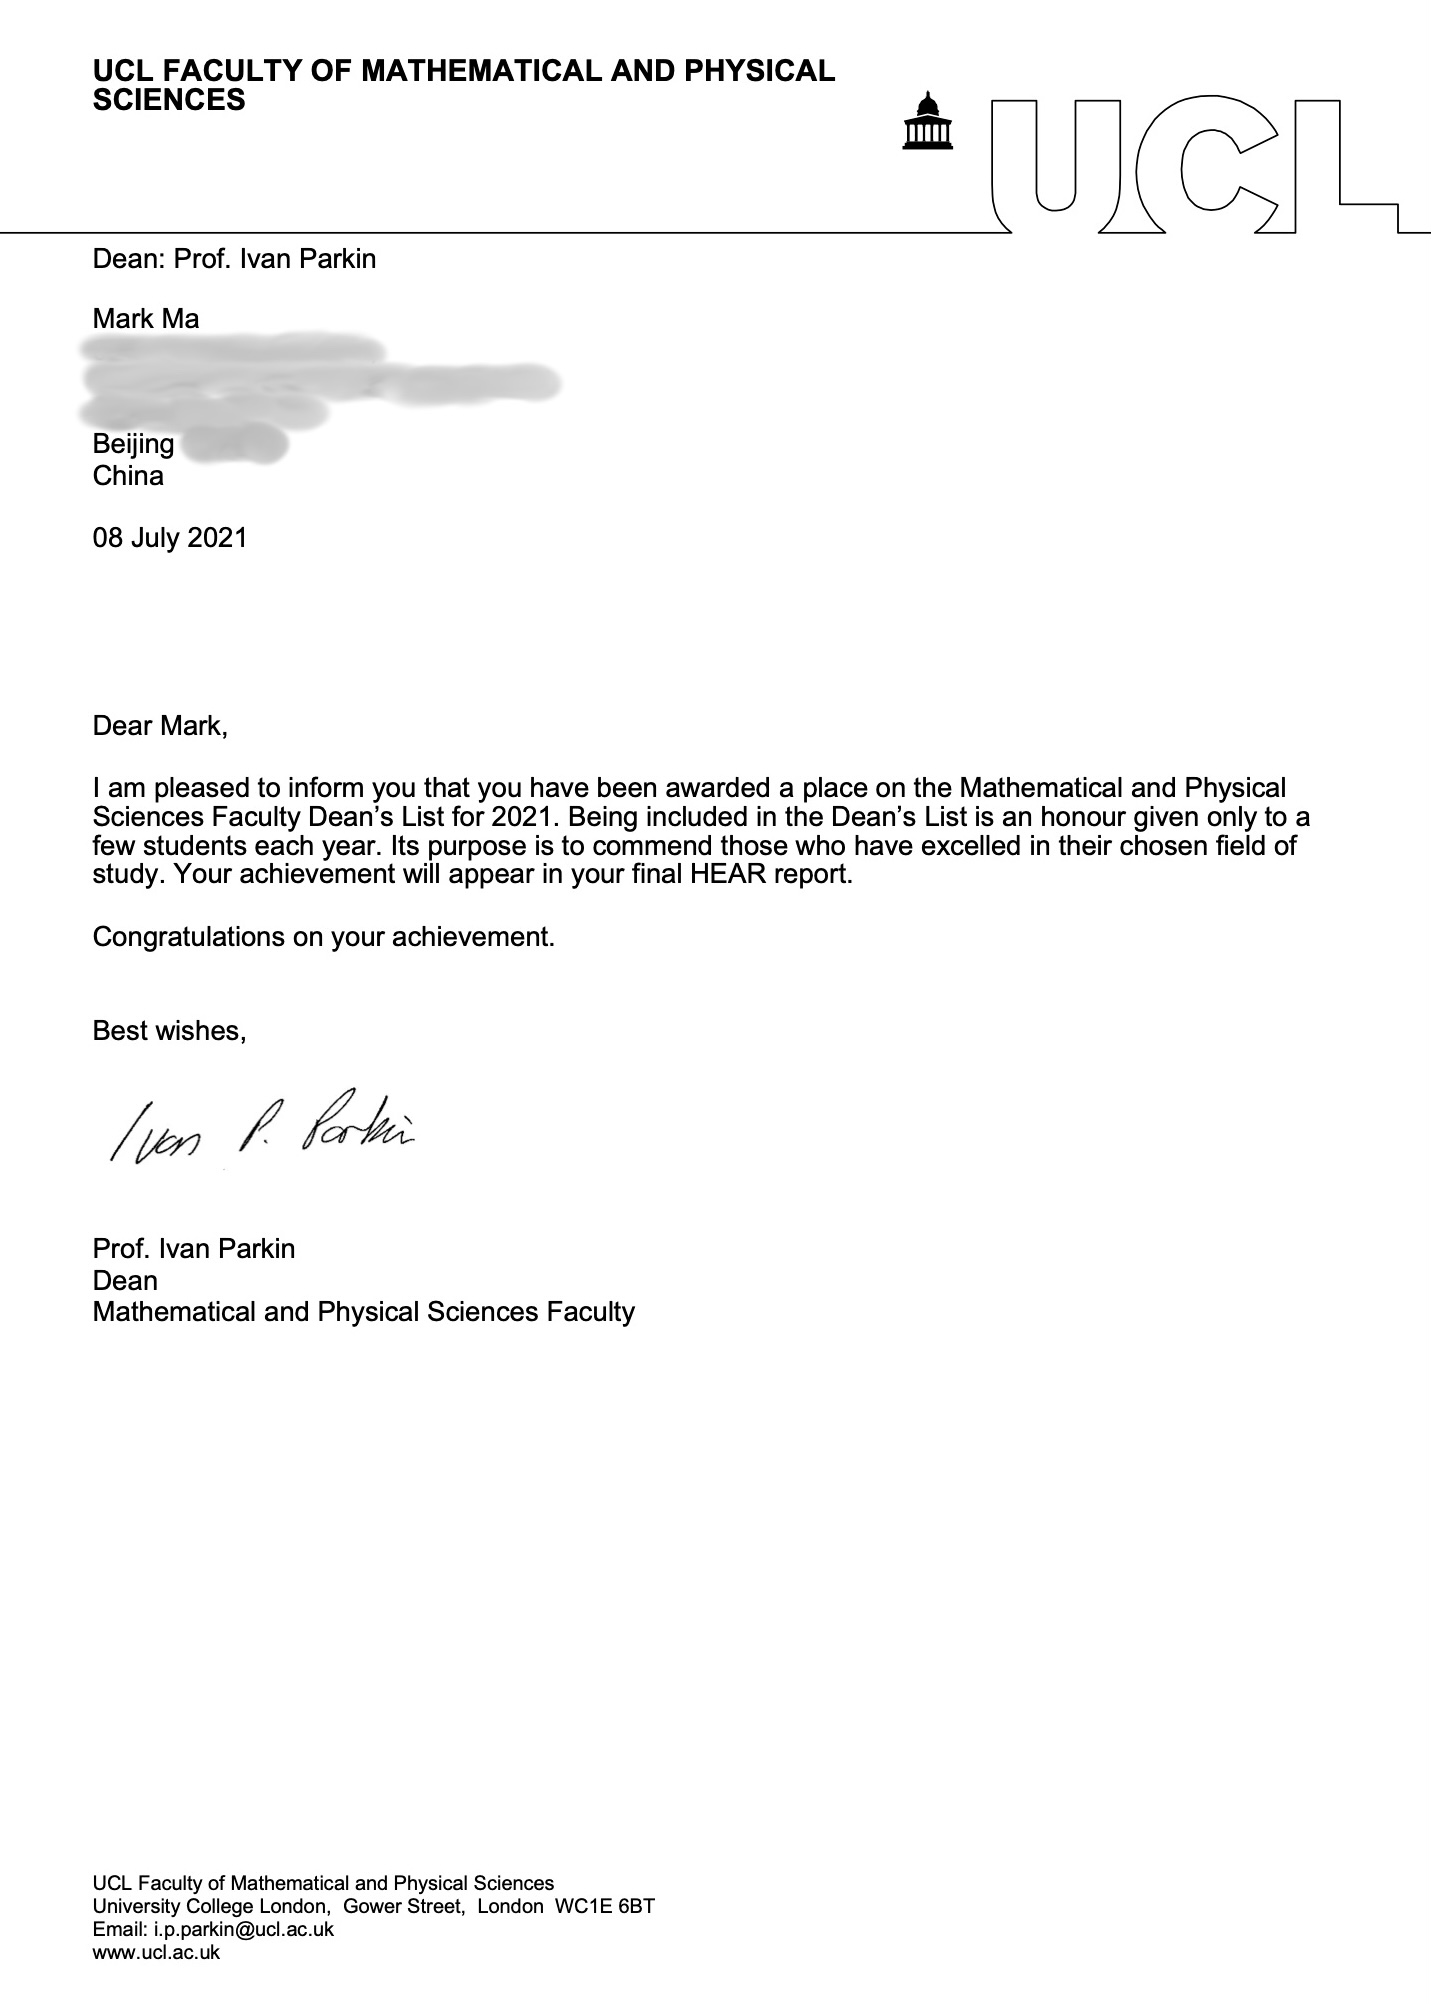 UCL FACULTY OF MATHEMATICAL AND PHYSICAL
SCIENCES
UCL
Dean: Prof. Ivan Parkin
Mark Ma
Beijing
China
08 July 2021
Dear Mark,
I am pleased to inform you that you have been awarded a place on the Mathematical and Physical
Sciences Faculty Dean’s List for 2021. Being included in the Dean’s List is an honour given only to a
few students each year. Its purpose is to commend those who have excelled in their chosen field of
study. Your achievement will appear in your final HEAR report.
Congratulations on your achievement.
Best wishes,
Ivan P. Parkin
Prof. Ivan Parkin
Dean
Mathematical and Physical Sciences Faculty
UCL Faculty of Mathematical and Physical Sciences
University College London,  Gower Street,  London  WC1E 6BT
Email: i.p.parkin@ucl.ac.uk
www.ucl.ac.uk